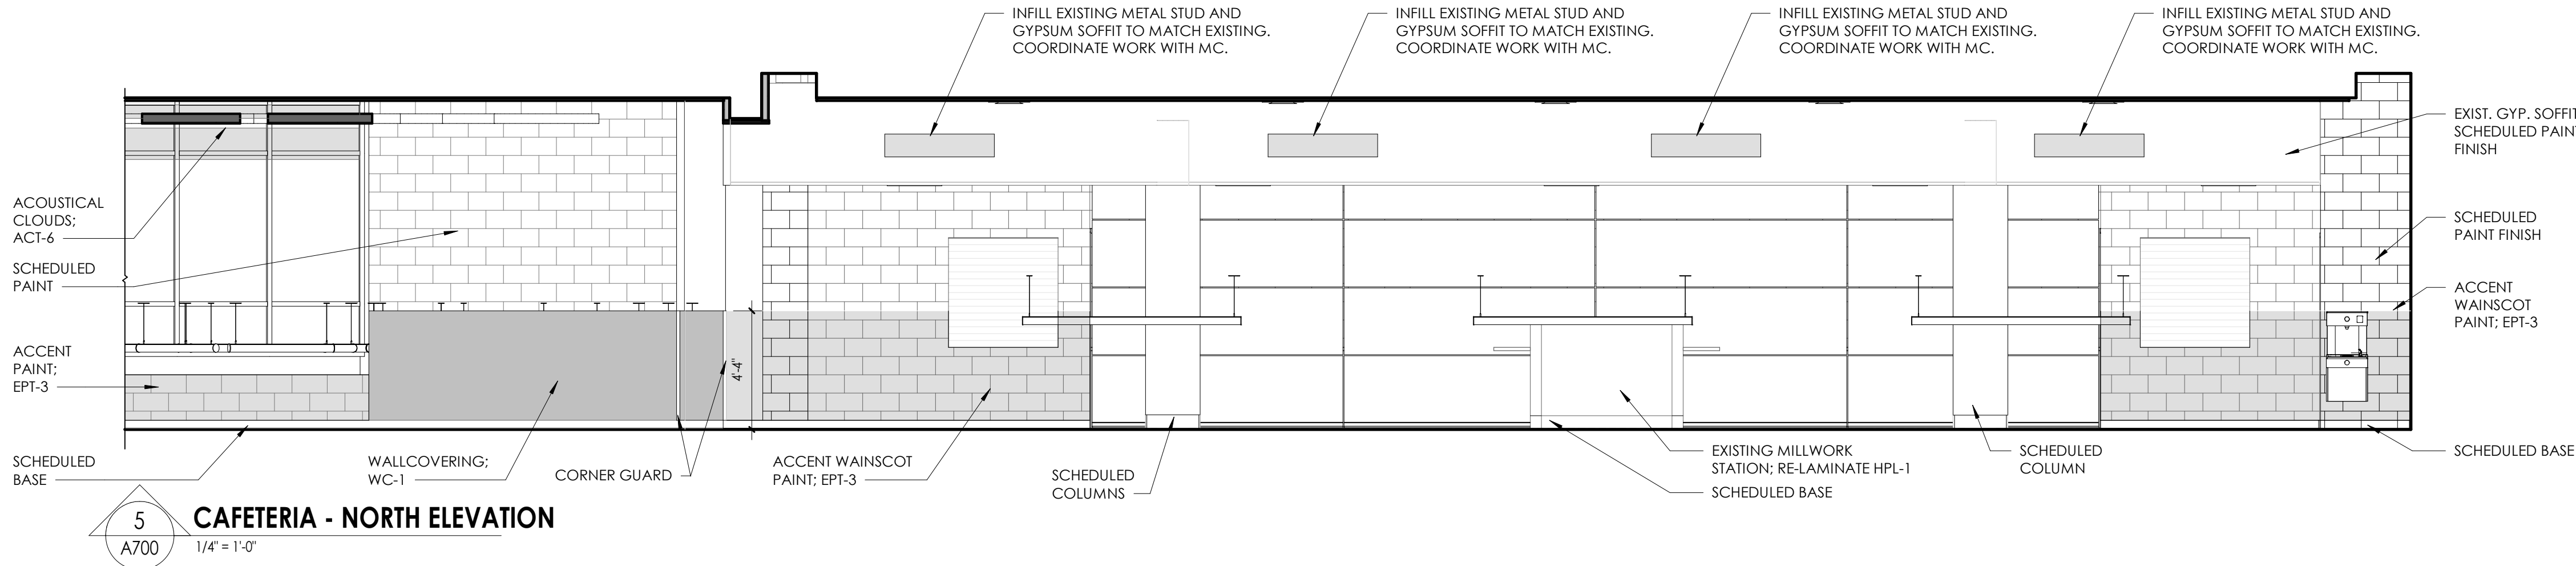 INFILL EXISTING METAL STUD AND
GYPSUM SOFFIT TO MATCH EXISTING.
COORDINATE WORK WITH MC.
INFILL EXISTING METAL STUD AND
GYPSUM SOFFIT TO MATCH EXISTING.
COORDINATE WORK WITH MC.
INFILL EXISTING METAL STUD AND
GYPSUM SOFFIT TO MATCH EXISTING.
COORDINATE WORK WITH MC.
INFILL EXISTING METAL STUD AND
GYPSUM SOFFIT TO MATCH EXISTING.
COORDINATE WORK WITH MC.
EXIST. GYP. SOFFIT
SCHEDULED PAINT
FINISH
ACOUSTICAL
CLOUDS;
ACT-6
SCHEDULED
PAINT FINISH
SCHEDULED
PAINT
ACCENT
WAINSCOT
PAINT; EPT-3
ACCENT
PAINT;
EPT-3
4'-4"
SCHEDULED
BASE
WALLCOVERING;
WC-1
CORNER GUARD
ACCENT WAINSCOT
PAINT; EPT-3
SCHEDULED
COLUMNS
EXISTING MILLWORK
STATION; RE-LAMINATE HPL-1
SCHEDULED BASE
SCHEDULED
COLUMN
SCHEDULED BASE
5
A700
CAFETERIA - NORTH ELEVATION
1/4" = 1'-0"